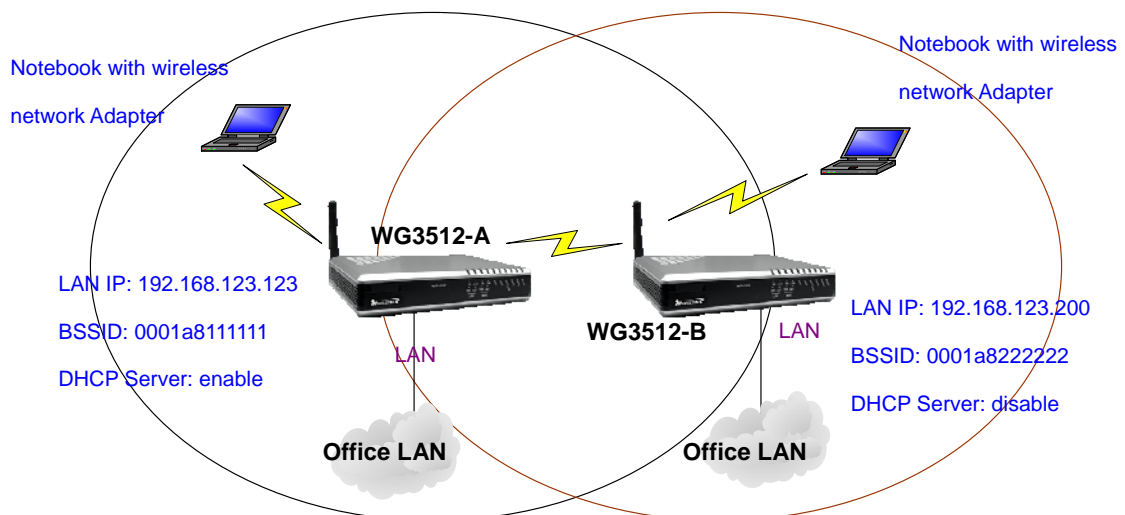 Notebook with wireless
network Adapter
Notebook with wireless
network Adapter
WG3512-A
LAN IP: 192.168.123.123
BSSID: 0001a8111111
DHCP Server: enable
LAN
Office LAN
WG3512-B
LAN
LAN IP: 192.168.123.200
BSSID: 0001a8222222
DHCP Server: disable
Office LAN